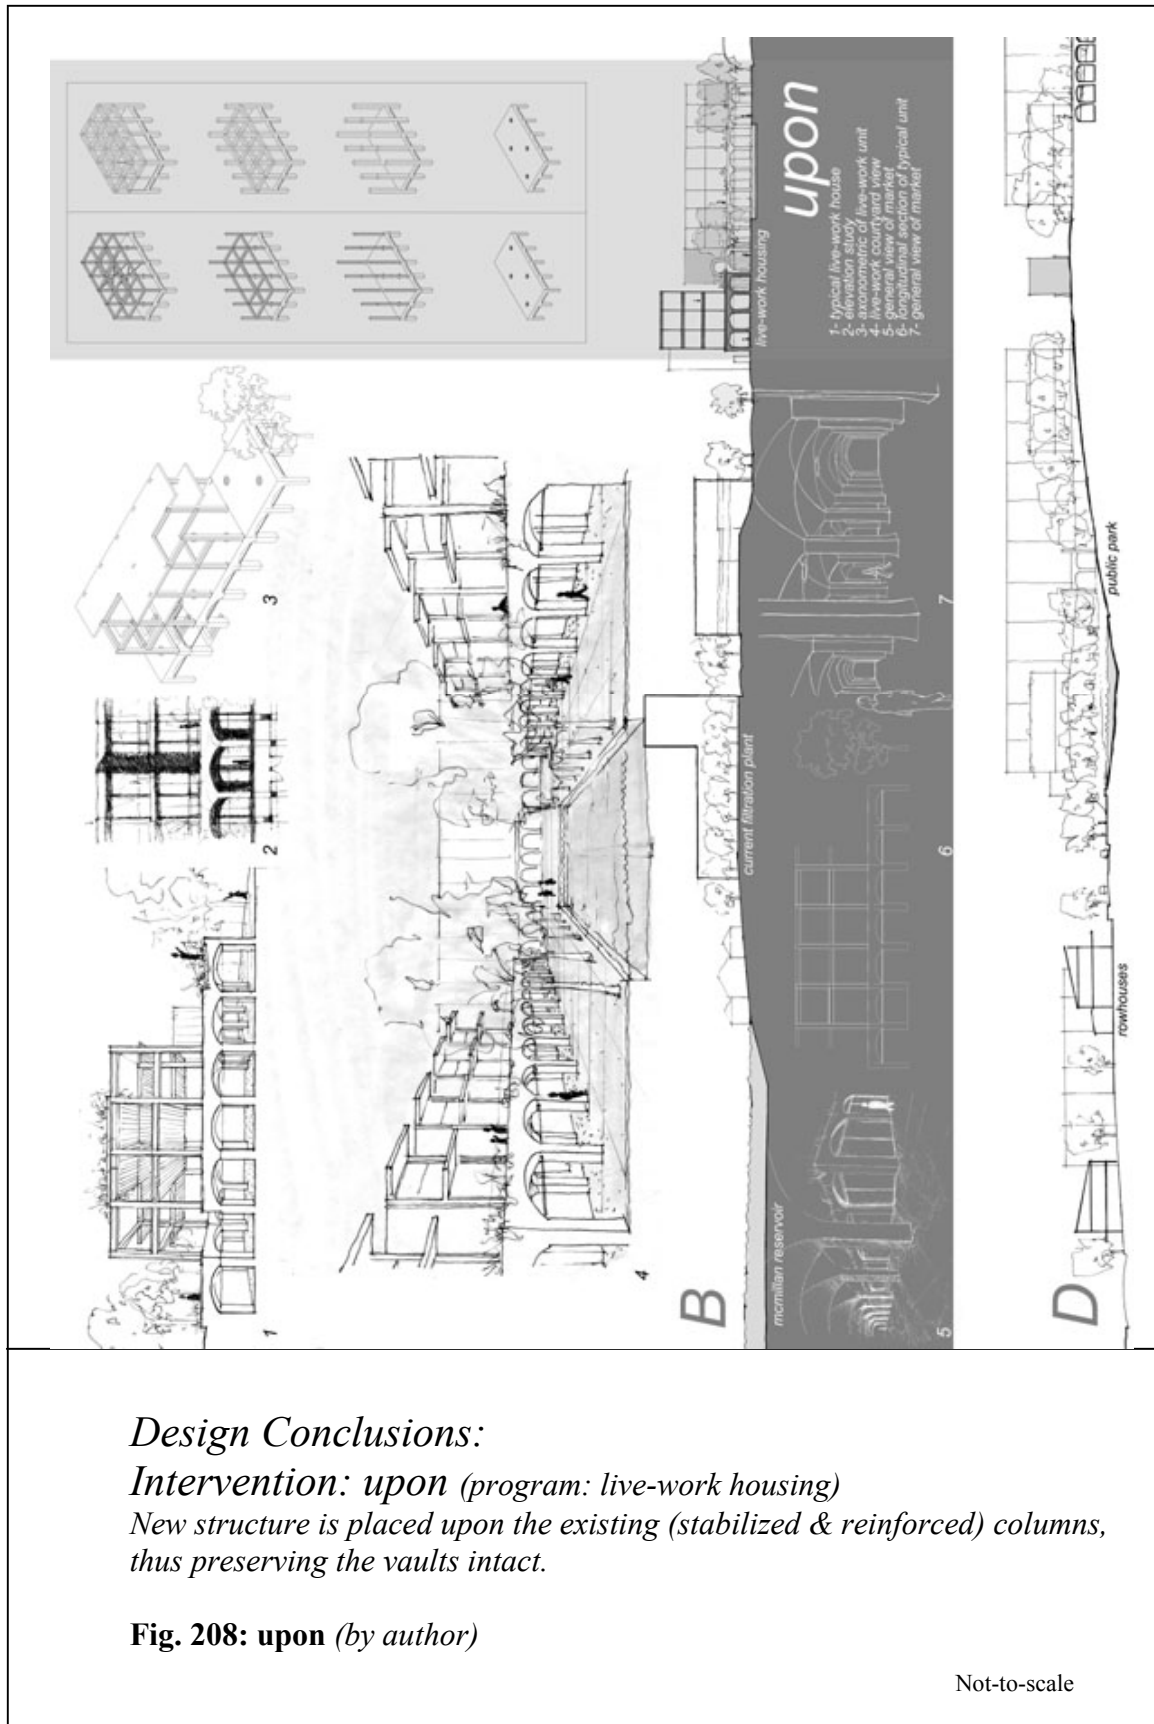 upon
1- typical live-work house
2- elevation study
3- axonometric of live-work unit
4- live-work courtyard view
5- general view of market
6- longitudinal section of typical unit
7- general view of market
live-work housing
current filtration plant
mcmillan reservoir
public park
rowhouses
1
2
3
4
5
6
7
B
D
Design Conclusions:
Intervention: upon (program: live-work housing)
New structure is placed upon the existing (stabilized & reinforced) columns,
thus preserving the vaults intact.
Fig. 208: upon (by author)
Not-to-scale